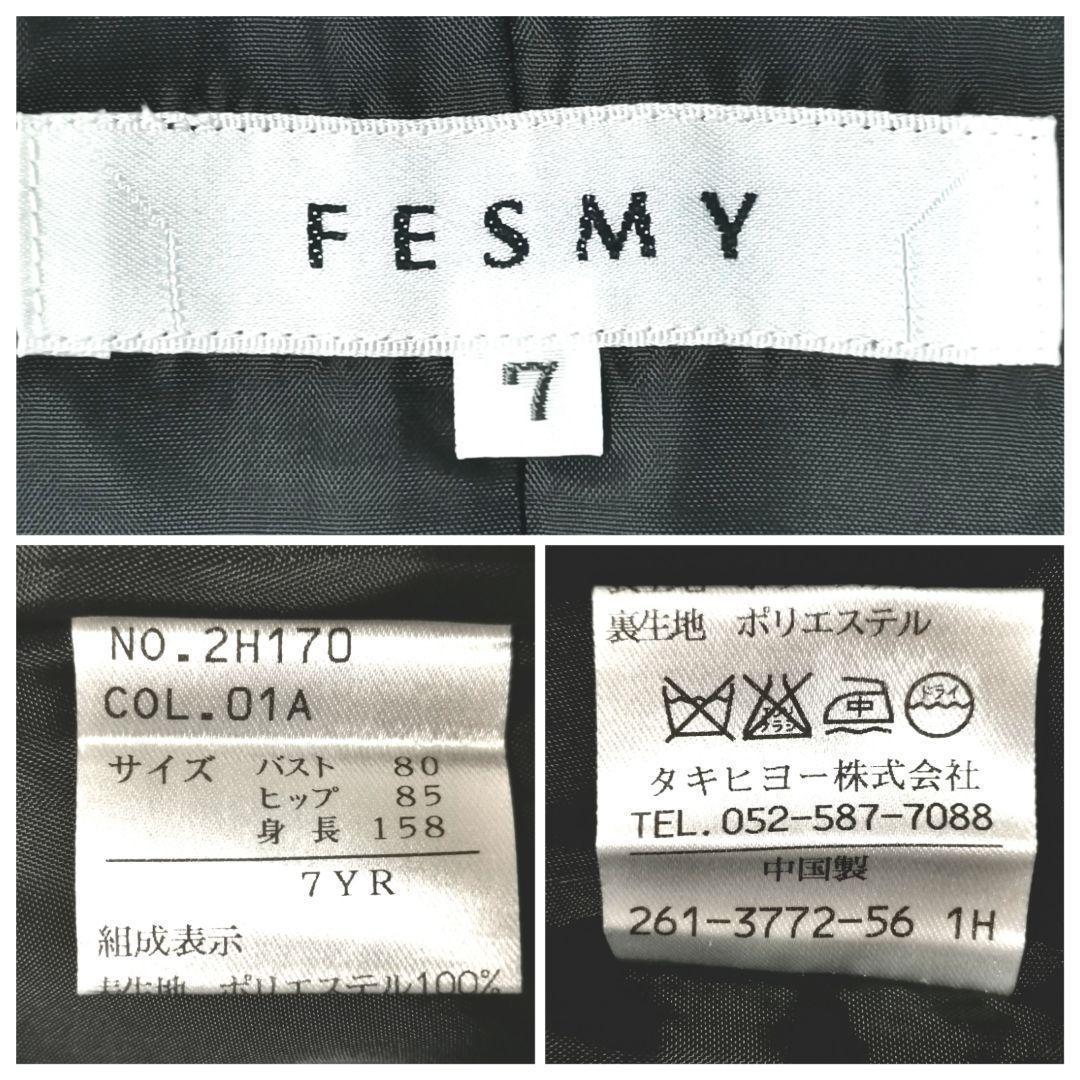 FESMY
7
NO.2H170
COL.01A
サイズ バスト 80
ヒップ 85
身長 158
7YR
組成表示
表生地 ポリエステル100%
裏生地 ポリエステル
中
ドライ
タキヒヨー株式会社
TEL.052-587-7088
中国製
261-3772-56 1H